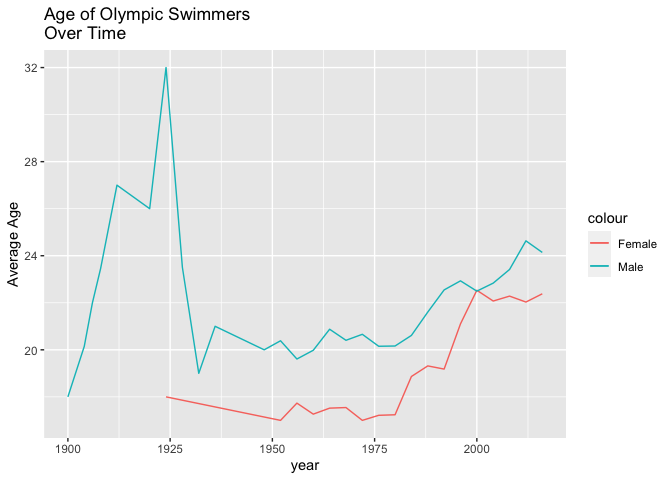 Age of Olympic Swimmers
Over Time
32
28
24
20
Average Age
1900
1925
1950
1975
2000
year
colour
Female
Male